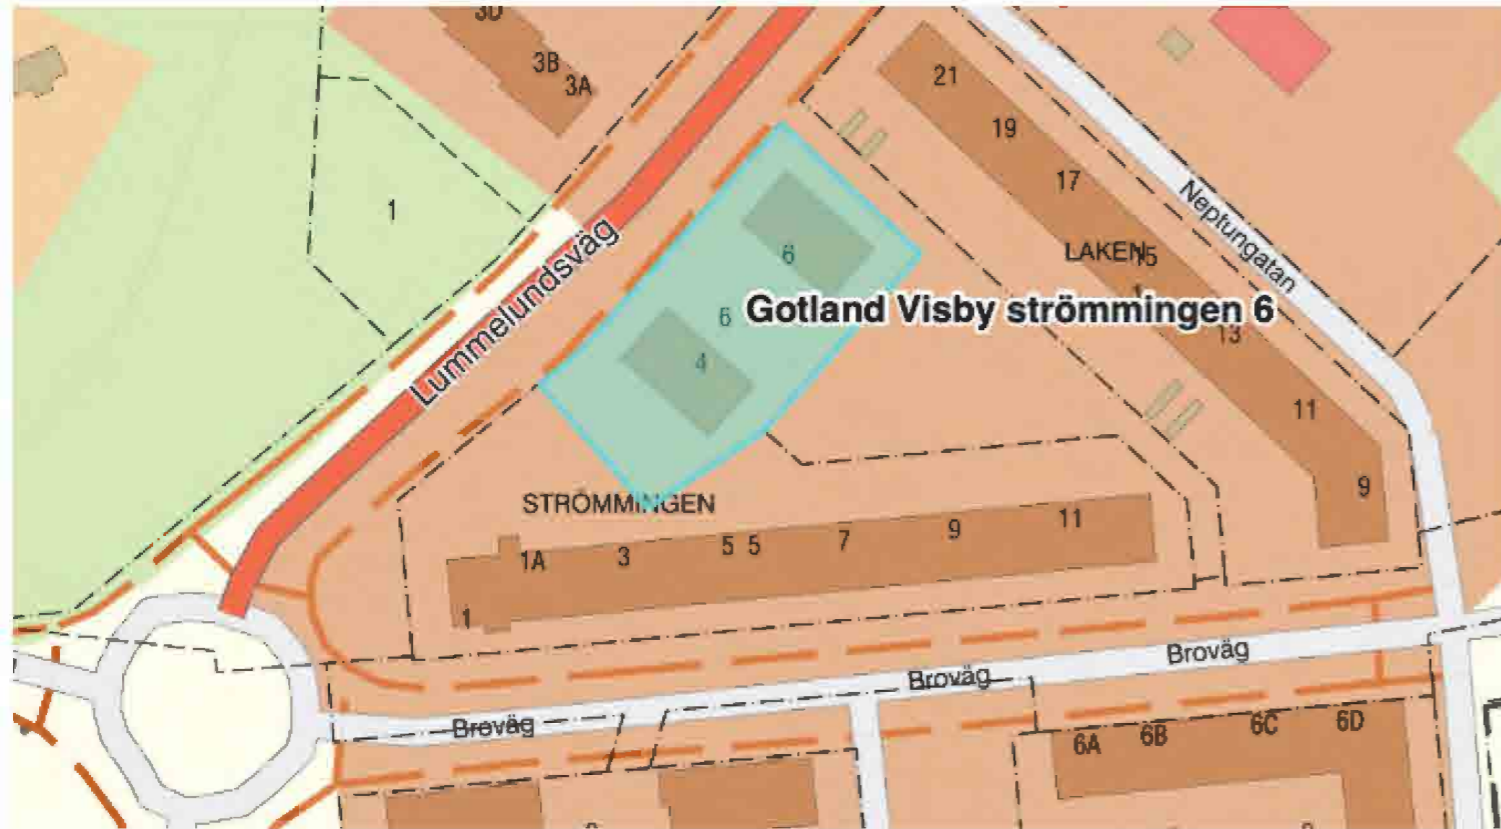 3D
3B
3A
21
19
17
1
Neptungatan
LAKEN
15
6
Lummelundsväg
6
Gotland Visby strömmingen 6
13
4
11
9
STRÖMMINGEN
1A
3
5
5
7
9
11
1
Broväg
Broväg
Broväg
6A
6B
6C
6D